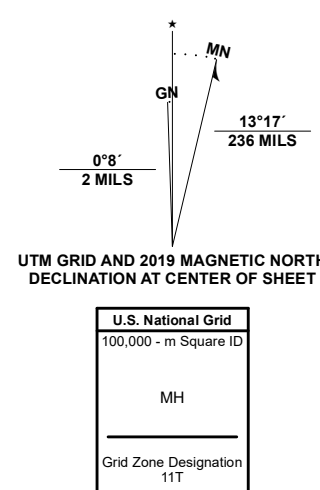 ★
MN
GN
13°17´
236 MILS
0°8´
2 MILS
UTM GRID AND 2019 MAGNETIC NORTH
DECLINATION AT CENTER OF SHEET
U.S. National Grid
100,000 - m Square ID
MH
Grid Zone Designation
11T